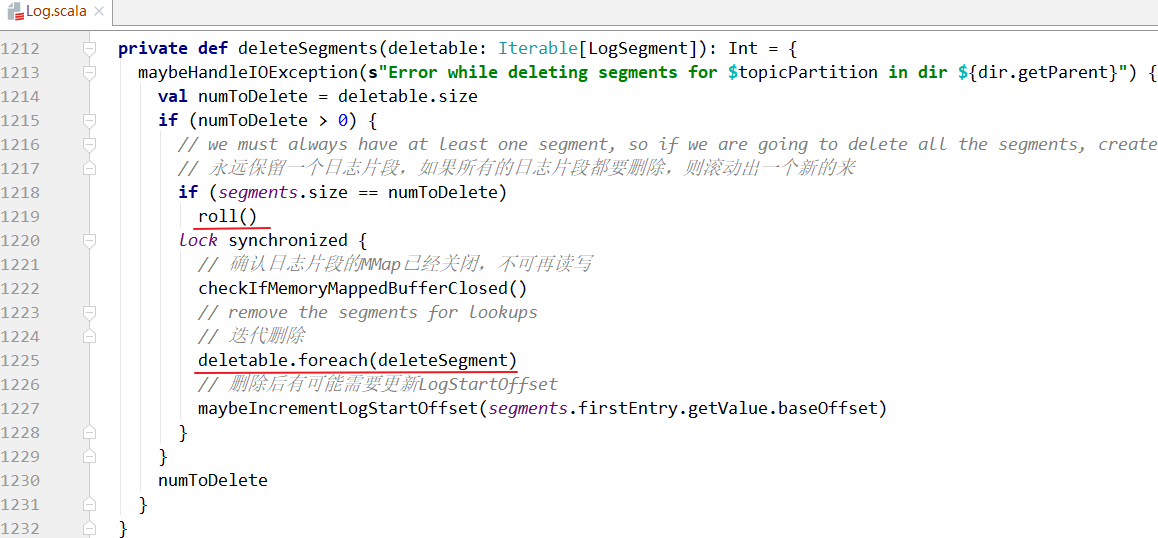 Log.scala
1212 private def deleteSegments(deletable: Iterable[LogSegment]): Int = {
1213 maybeHandleIOException(s"Error while deleting segments for $topicPartition in dir ${dir.getParent}") {
1214 val numToDelete = deletable.size
1215 if (numToDelete > 0) {
1216 // we must always have at least one segment, so if we are going to delete all the segments, create
1217 // 永远保留一个日志片段，如果所有的日志片段都要删除，则滚动出一个新的来
1218 if (segments.size == numToDelete)
1219 roll()
1220 lock synchronized {
1221 // 确认日志片段的MMap已经关闭，不可再读写
1222 checkIfMemoryMappedBufferClosed()
1223 // remove the segments for lookups
1224 // 迭代删除
1225 deletable.foreach(deleteSegment)
1226 // 删除后有可能需要更新LogStartOffset
1227 maybeIncrementLogStartOffset(segments.firstEntry.getValue.baseOffset)
1228 }
1229 }
1230 numToDelete
1231 }
1232 }